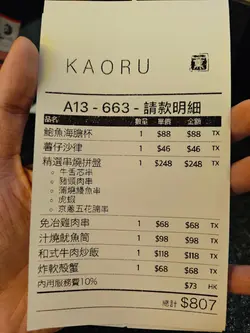 KAORU
A13 - 663 - 請款明細
品名 數量 單價 金額
鮑魚海膽杯 1 $88 $88 TX
薯仔沙律 1 $46 $46 TX
精選串燒拼盤 1 $248 $248 TX
牛舌芯串
豬頸肉串
蒲燒鰻魚串
虎蝦
京蔥五花腩串
免冶雞肉串 1 $68 $68 TX
汁燒魷魚筒 1 $98 $98 TX
和式牛肉炒飯 1 $118 $118 TX
炸軟殼蟹 1 $68 $68 TX
內用服務費10% $73 HK
總計 $807